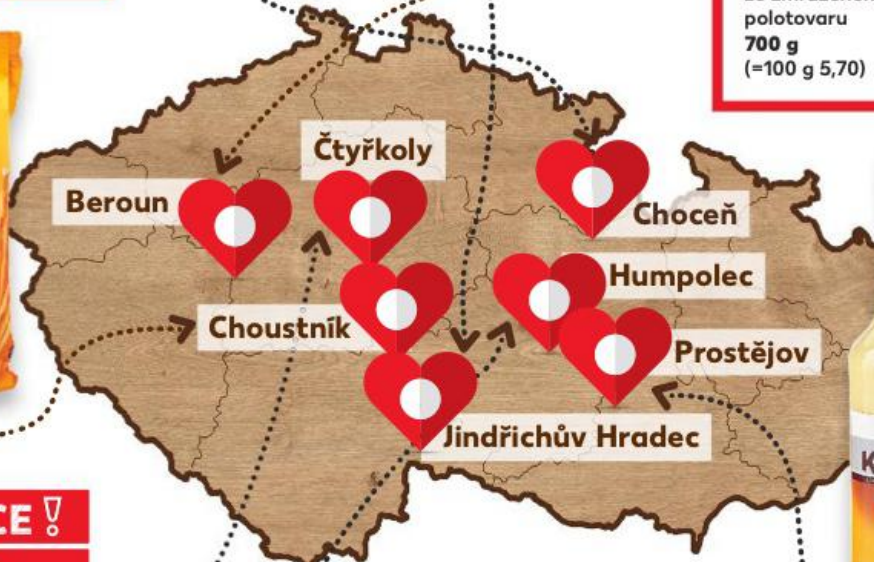 polotovaru
700 g
(=100 g 5,70)
Čtyřkoly
Beroun
Choceň
Humpolec
Choustník
Prostějov
Jindřichův Hradec
CE!
K